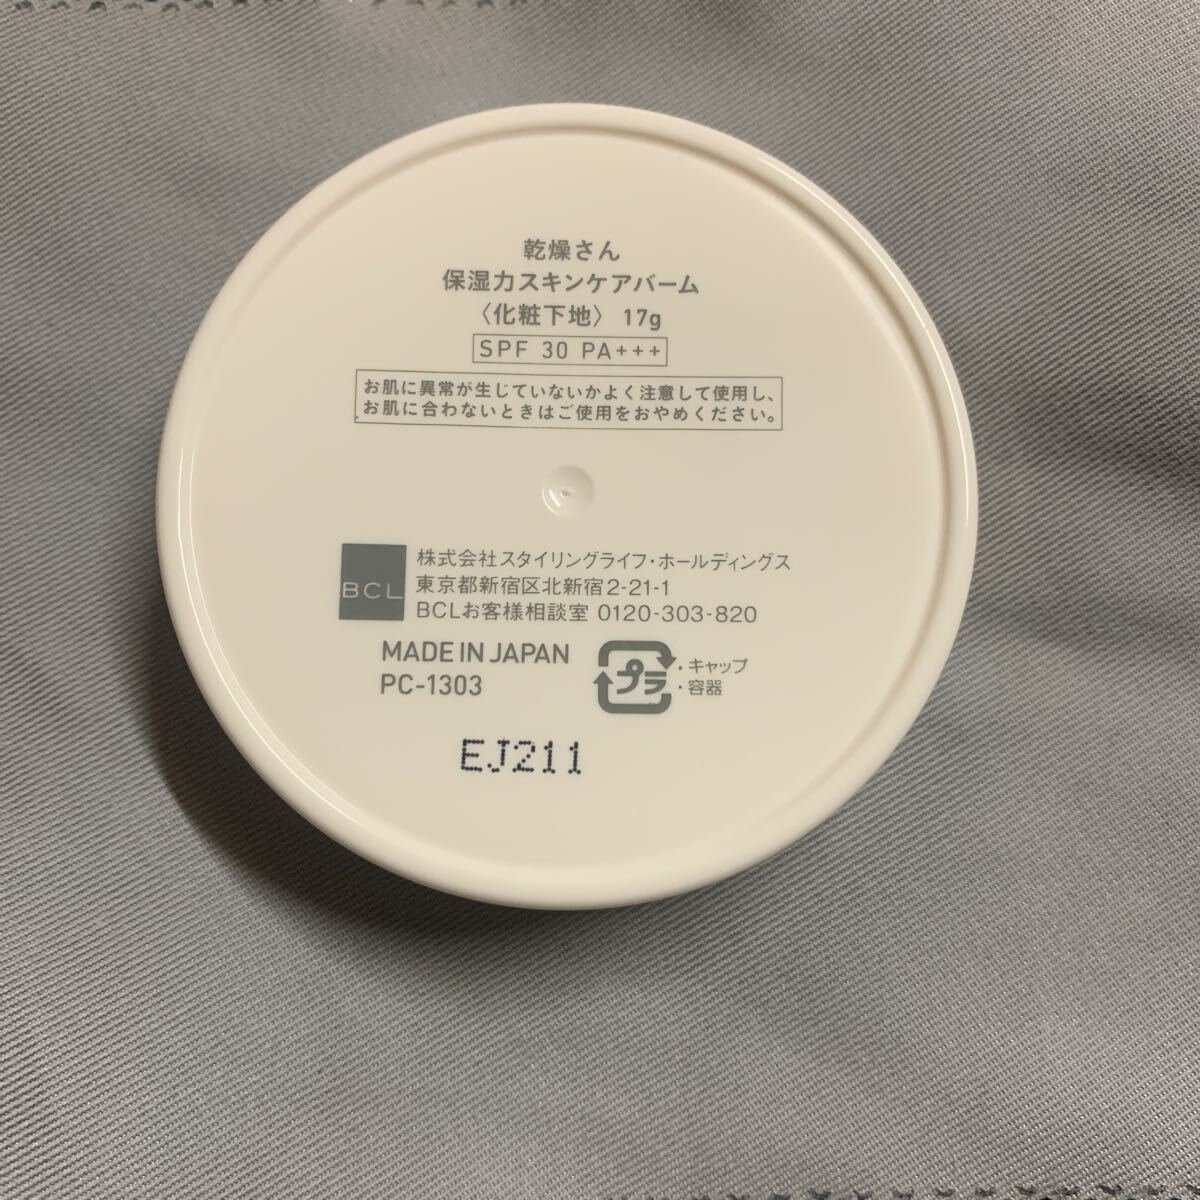 乾燥さん
保湿力スキンケアバーム
〈化粧下地〉 17g
SPF 30 PA+++
お肌に異常が生じていないかよく注意して使用し、
お肌に合わないときはご使用をおやめください。
BCL
株式会社スタイリングライフ・ホールディングス
東京都新宿区北新宿2-21-1
BCLお客様相談室 0120-303-820
MADE IN JAPAN
PC-1303
プラ
・キャップ
・容器
EJ211